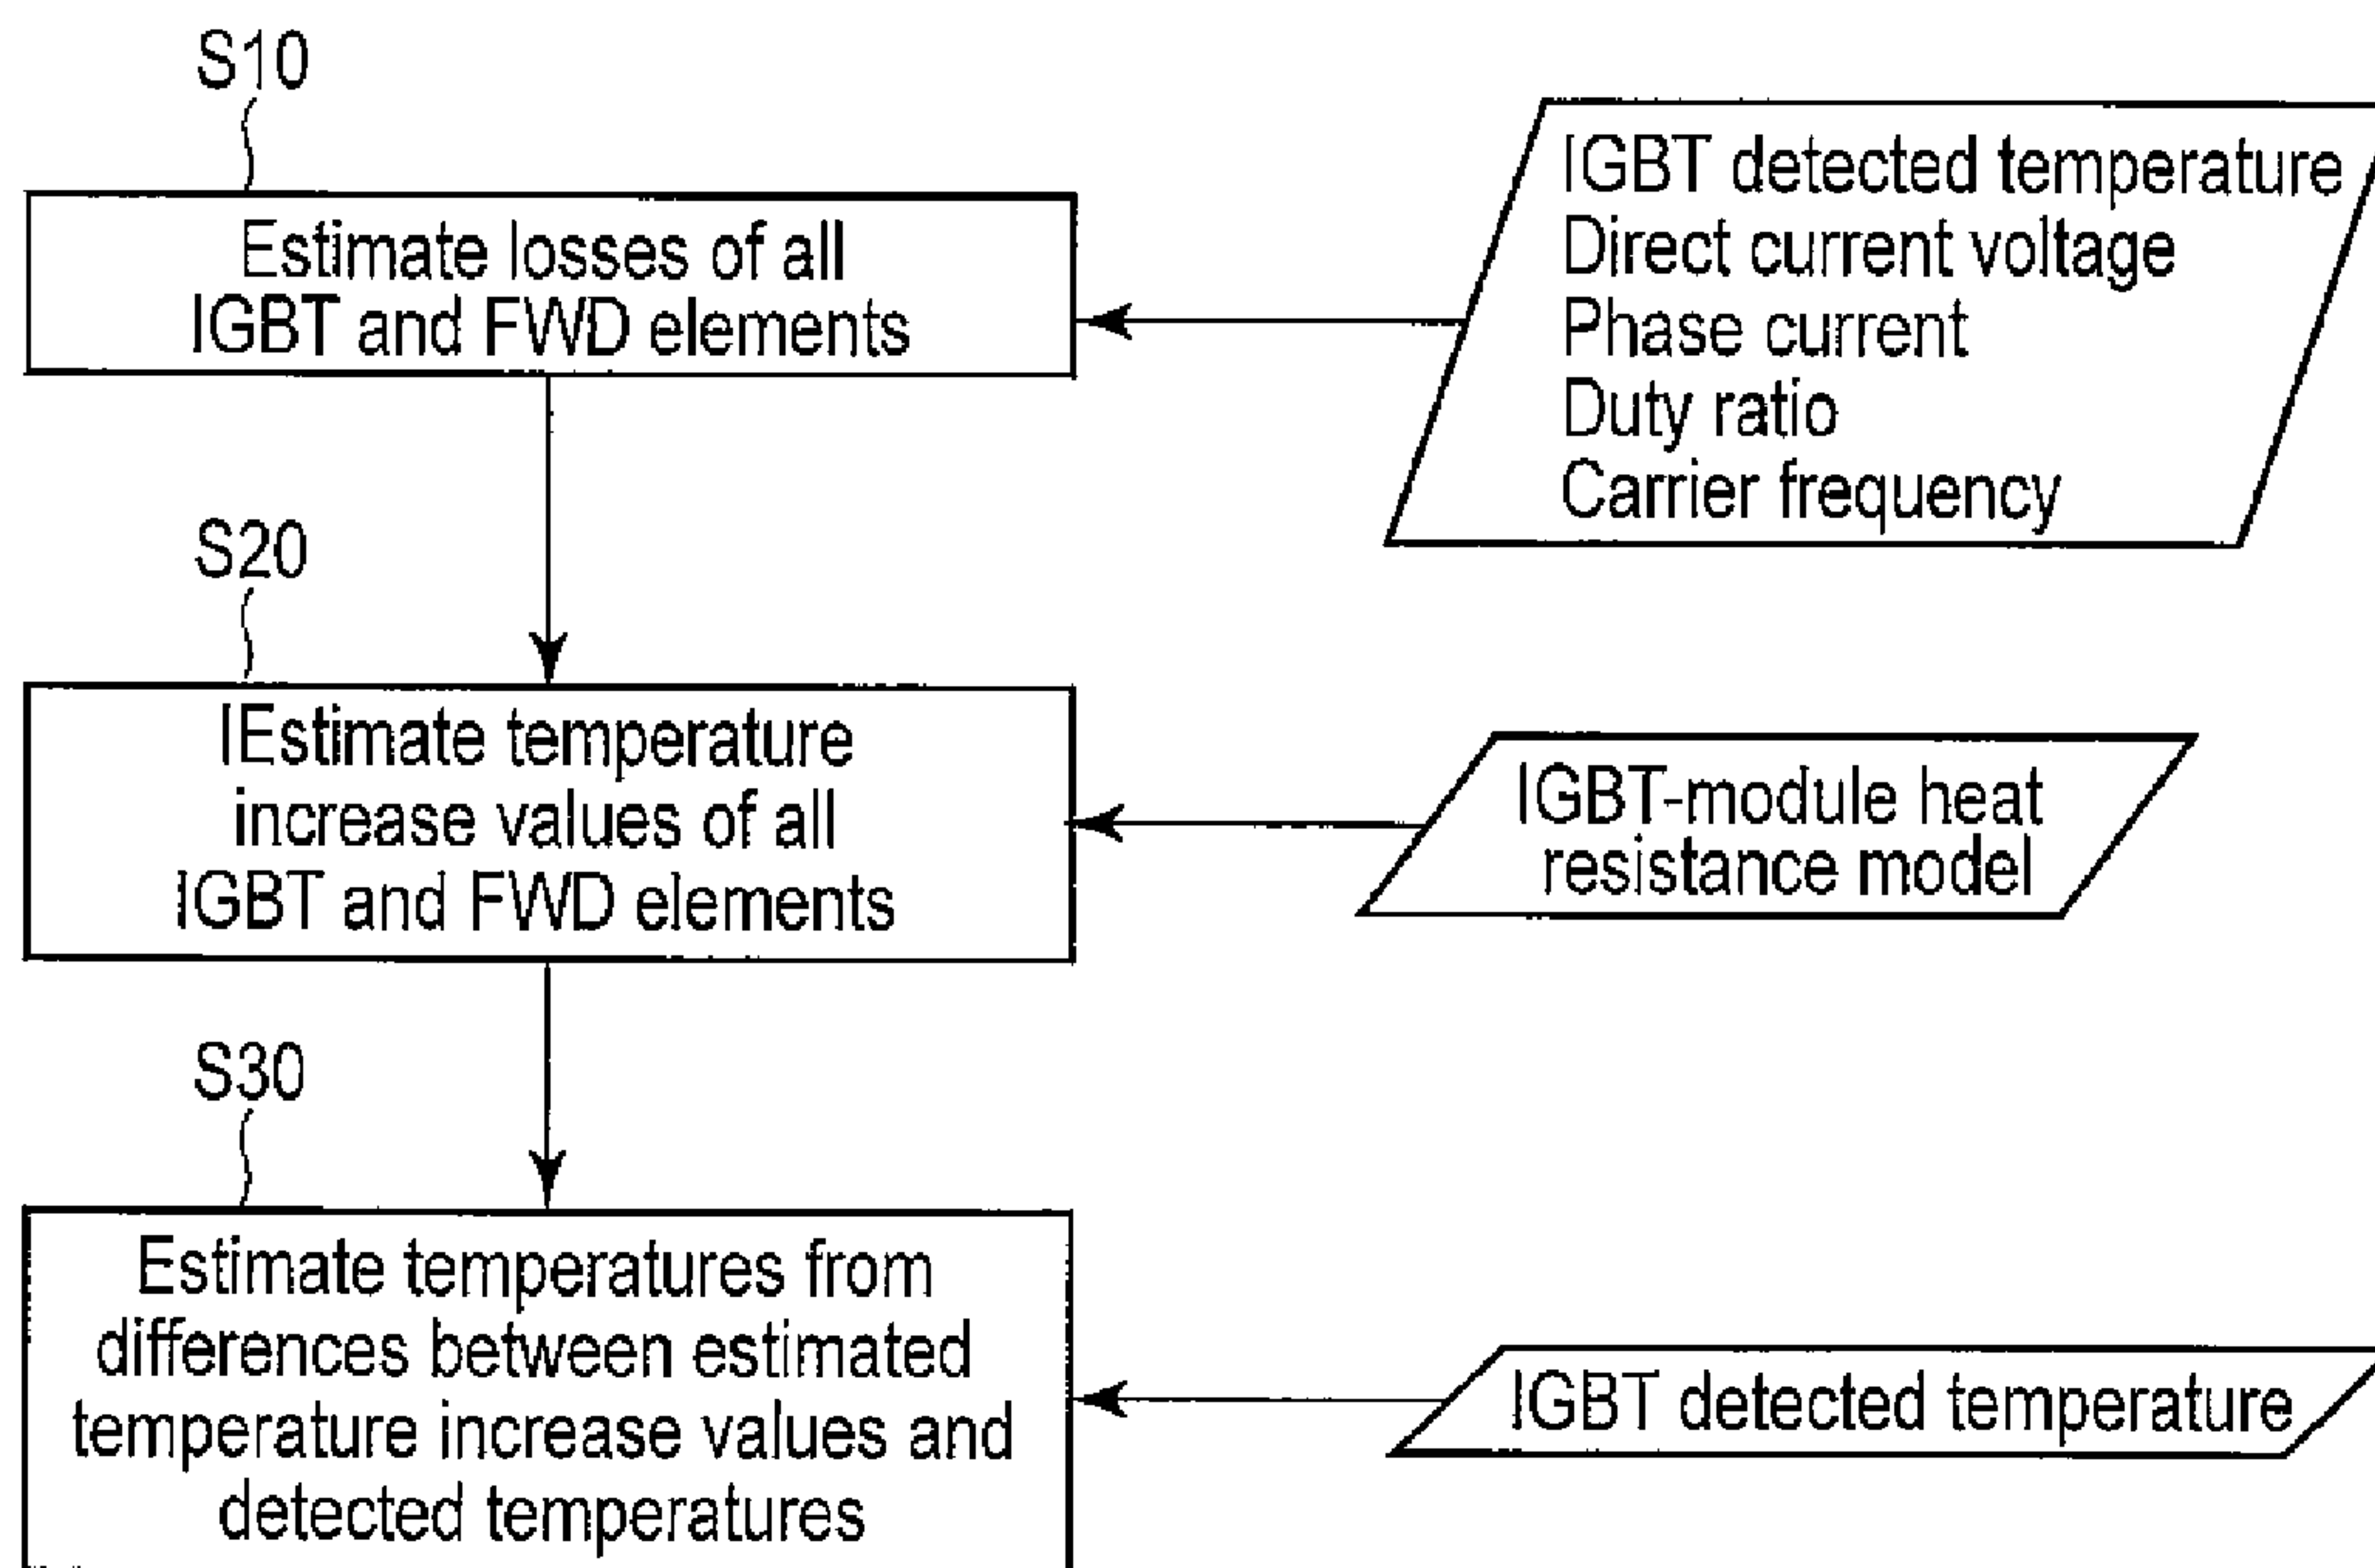 S10
Estimate losses of all
IGBT and FWD elements
IGBT detected temperature
Direct current voltage
Phase current
Duty ratio
Carrier frequency
S20
IEstimate temperature
increase values of all
IGBT and FWD elements
IGBT-module heat
resistance model
S30
Estimate temperatures from
differences between estimated
temperature increase values and
detected temperatures
IGBT detected temperature